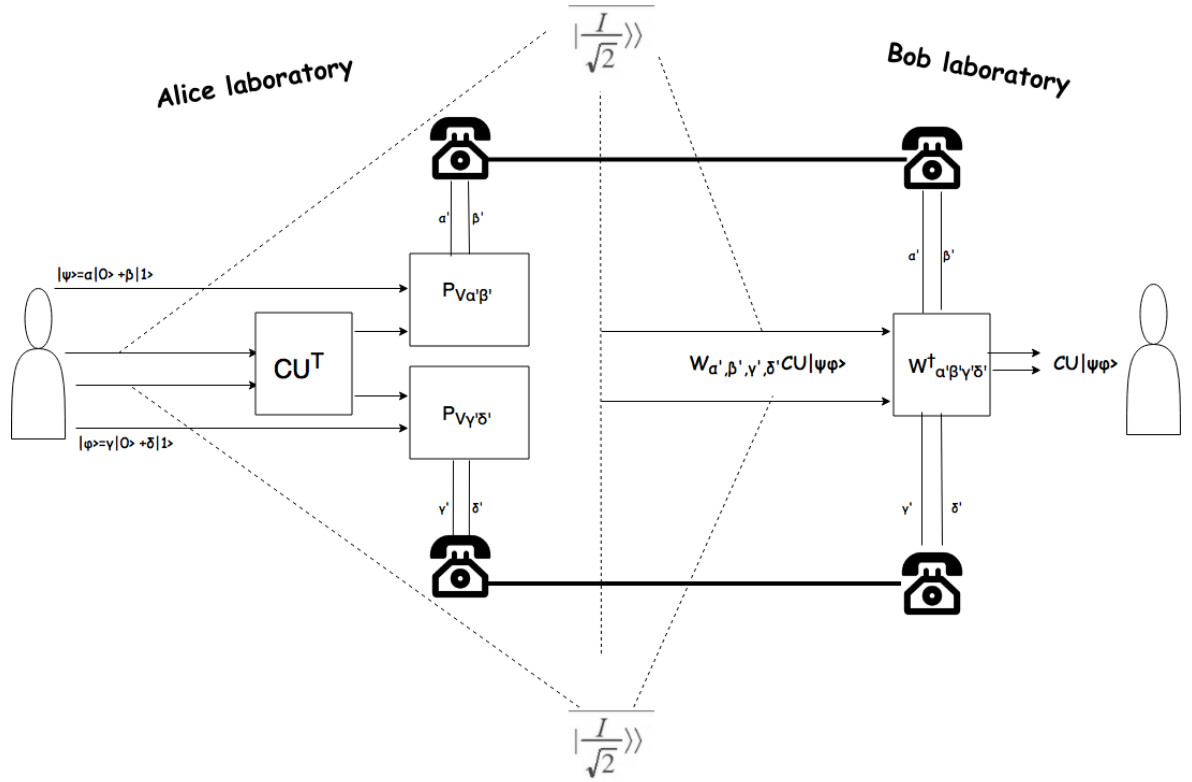 |I/√2⟩⟩
Alice laboratory
Bob laboratory
α' β'
α' β'
|ψ>=α|0> +β|1>
P_Vα'β'
CU^T
W_α',β',γ',δ'CU|ψφ>
W†_α'β'γ'δ'
CU|ψφ>
P_Vγ'δ'
|φ>=γ|0> +δ|1>
γ' δ'
γ' δ'
|I/√2⟩⟩